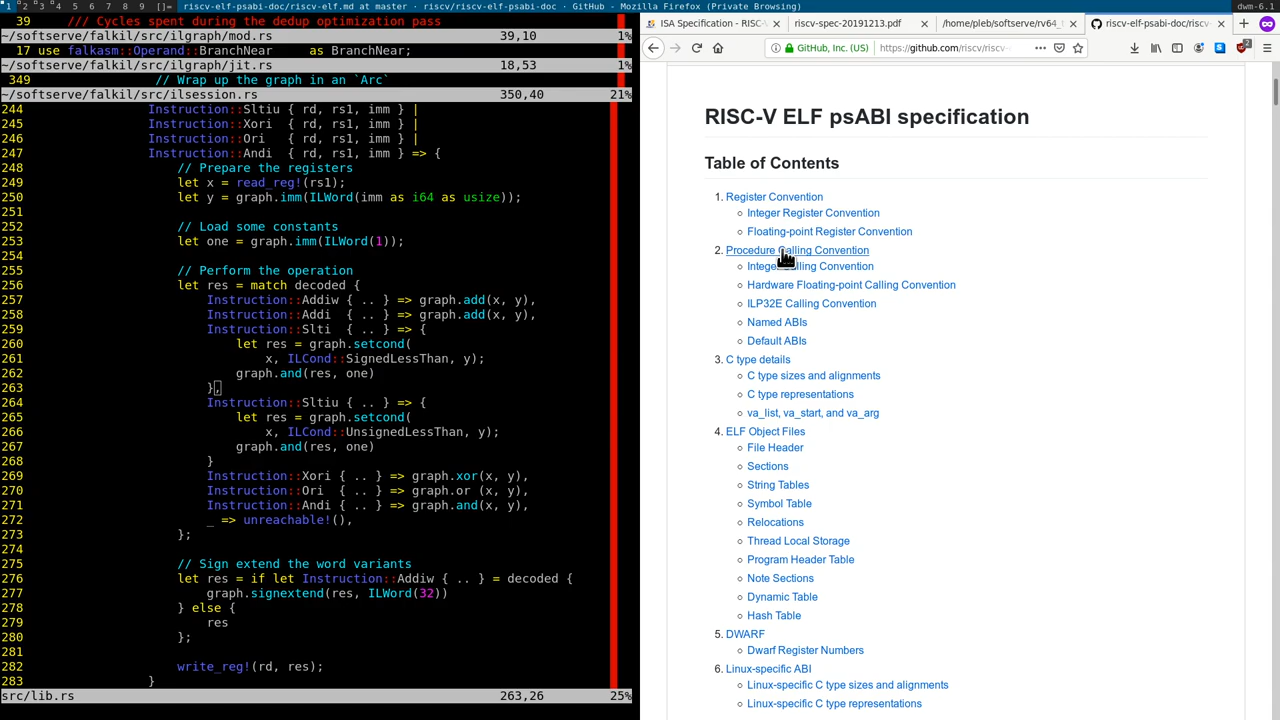 1 2 3 4 5 6 7 8 9 []= riscv-elf-psabi-doc/riscv-elf.md at master · riscv/riscv-elf-psabi-doc · GitHub - Mozilla Firefox (Private Browsing) dwm-6.1
39 /// Cycles spent during the dedup optimization pass
~/softserve/falkil/src/ilgraph/mod.rs 39,10 1%
17 use falkasm::Operand::BranchNear as BranchNear;
~/softserve/falkil/src/ilgraph/jit.rs 18,53 1%
349 // Wrap up the graph in an `Arc`
~/softserve/falkil/src/ilsession.rs 350,40 21%
244 Instruction::Sltiu { rd, rs1, imm } |
245 Instruction::Xori { rd, rs1, imm } |
246 Instruction::Ori { rd, rs1, imm } |
247 Instruction::Andi { rd, rs1, imm } => {
248 // Prepare the registers
249 let x = read_reg!(rs1);
250 let y = graph.imm(ILWord(imm as i64 as usize));
251
252 // Load some constants
253 let one = graph.imm(ILWord(1));
254
255 // Perform the operation
256 let res = match decoded {
257 Instruction::Addiw { .. } => graph.add(x, y),
258 Instruction::Addi { .. } => graph.add(x, y),
259 Instruction::Slti { .. } => {
260 let res = graph.setcond(
261 x, ILCond::SignedLessThan, y);
262 graph.and(res, one)
263 },
264 Instruction::Sltiu { .. } => {
265 let res = graph.setcond(
266 x, ILCond::UnsignedLessThan, y);
267 graph.and(res, one)
268 }
269 Instruction::Xori { .. } => graph.xor(x, y),
270 Instruction::Ori { .. } => graph.or (x, y),
271 Instruction::Andi { .. } => graph.and(x, y),
272 _ => unreachable!(),
273 };
274
275 // Sign extend the word variants
276 let res = if let Instruction::Addiw { .. } = decoded {
277 graph.signextend(res, ILWord(32))
278 } else {
279 res
280 };
281
282 write_reg!(rd, res);
283 }
src/lib.rs 263,26 25%
ISA Specification - RISC-V riscv-spec-20191213.pdf /home/pleb/softserve/rv64_ riscv-elf-psabi-doc/riscv-
GitHub, Inc. (US) https://github.com/riscv/riscv-
RISC-V ELF psABI specification
Table of Contents
1. Register Convention
Integer Register Convention
Floating-point Register Convention
2. Procedure Calling Convention
Integer Calling Convention
Hardware Floating-point Calling Convention
ILP32E Calling Convention
Named ABIs
Default ABIs
3. C type details
C type sizes and alignments
C type representations
va_list, va_start, and va_arg
4. ELF Object Files
File Header
Sections
String Tables
Symbol Table
Relocations
Thread Local Storage
Program Header Table
Note Sections
Dynamic Table
Hash Table
5. DWARF
Dwarf Register Numbers
6. Linux-specific ABI
Linux-specific C type sizes and alignments
Linux-specific C type representations